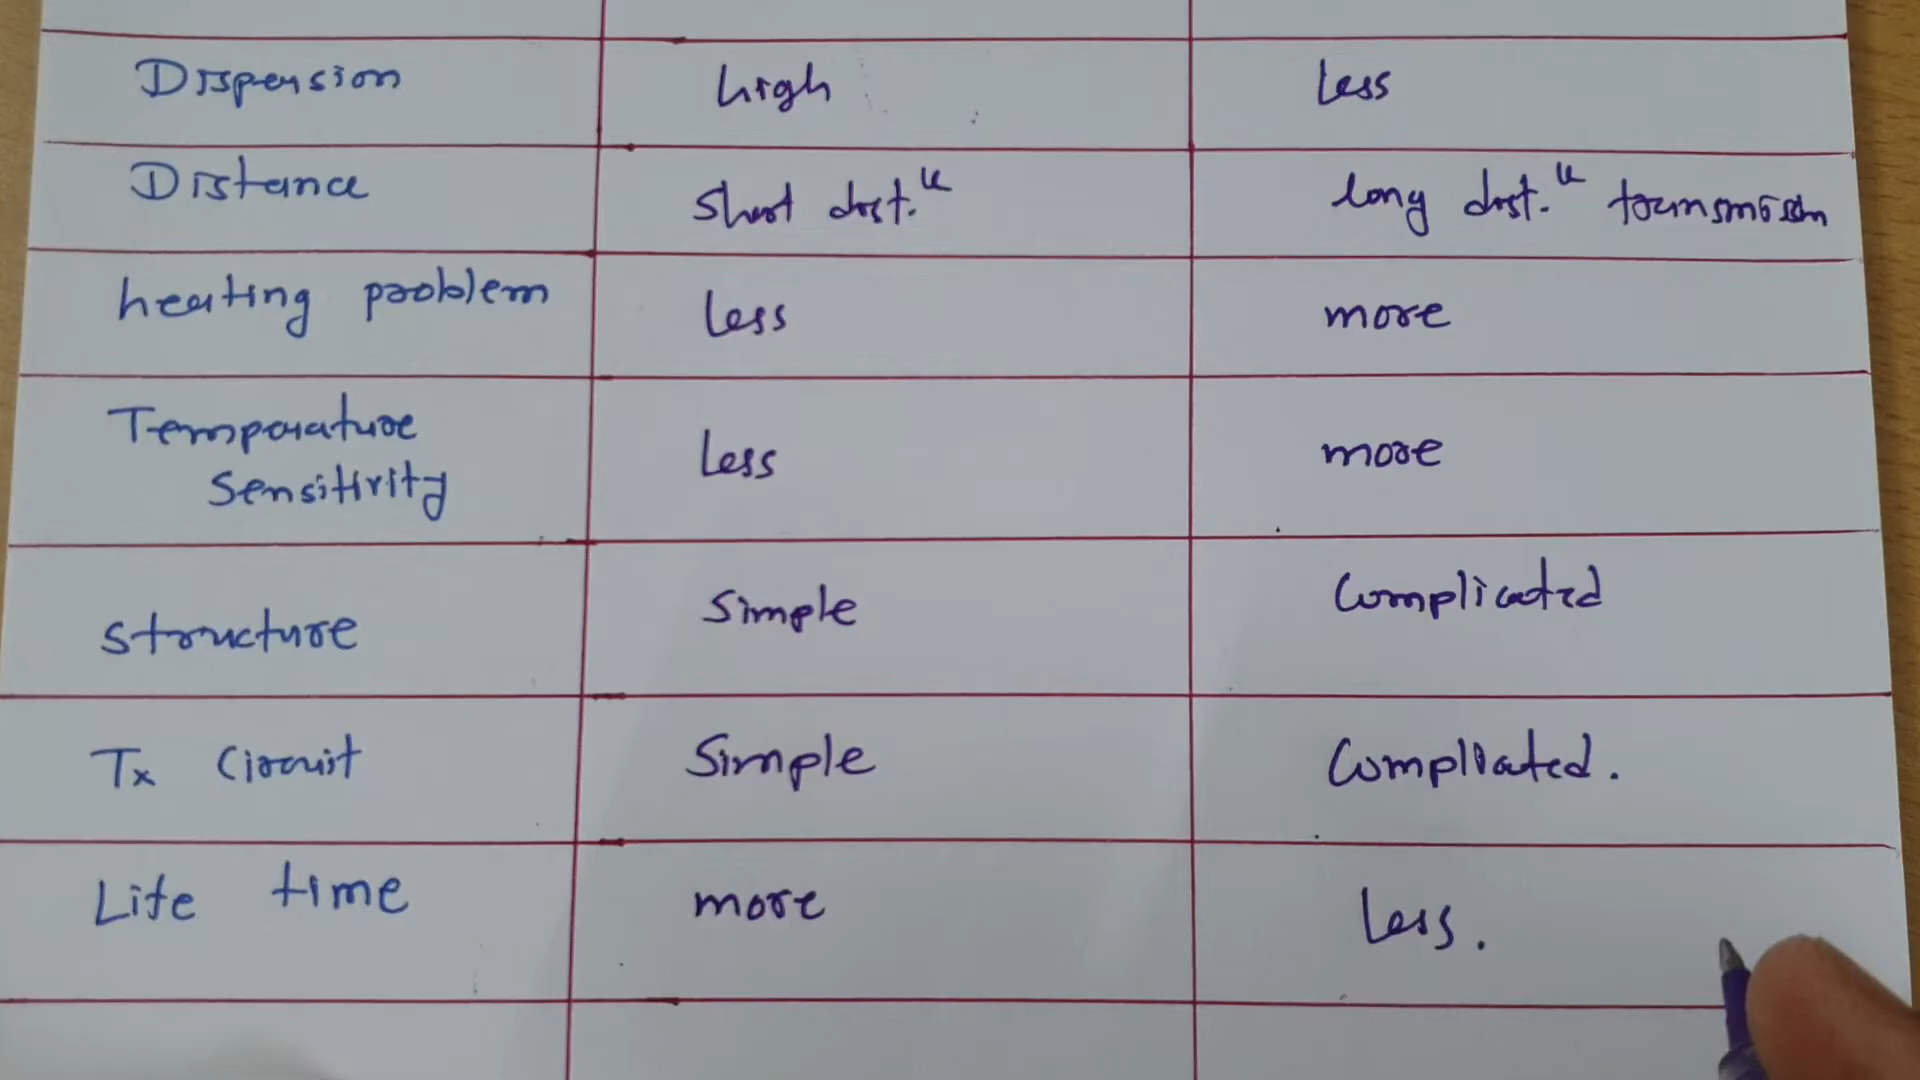 Dispersion high Less
Distance short dist. long dist. transmission
heating problem Less more
Temperature Less more
Sensitivity
structure Simple Complicated
Tx Circuit Simple Complicated.
Life time more Less.